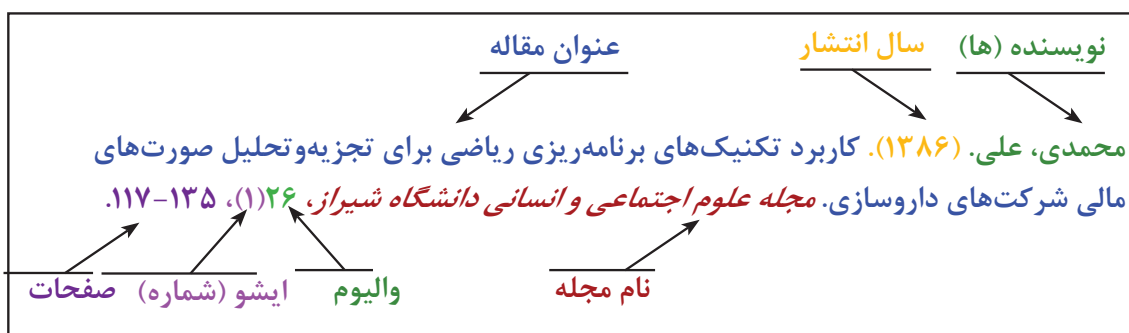 نویسنده (ها) سال انتشار عنوان مقاله
محمدی، علی. (۱۳۸۶). کاربرد تکنیک‌های برنامه‌ریزی ریاضی برای تجزیه‌وتحلیل صورت‌های
مالی شرکت‌های داروسازی. مجله علوم اجتماعی و انسانی دانشگاه شیراز، ۲۶(۱)، ۱۳۵-۱۱۷.
نام مجله والیوم ایشو (شماره) صفحات